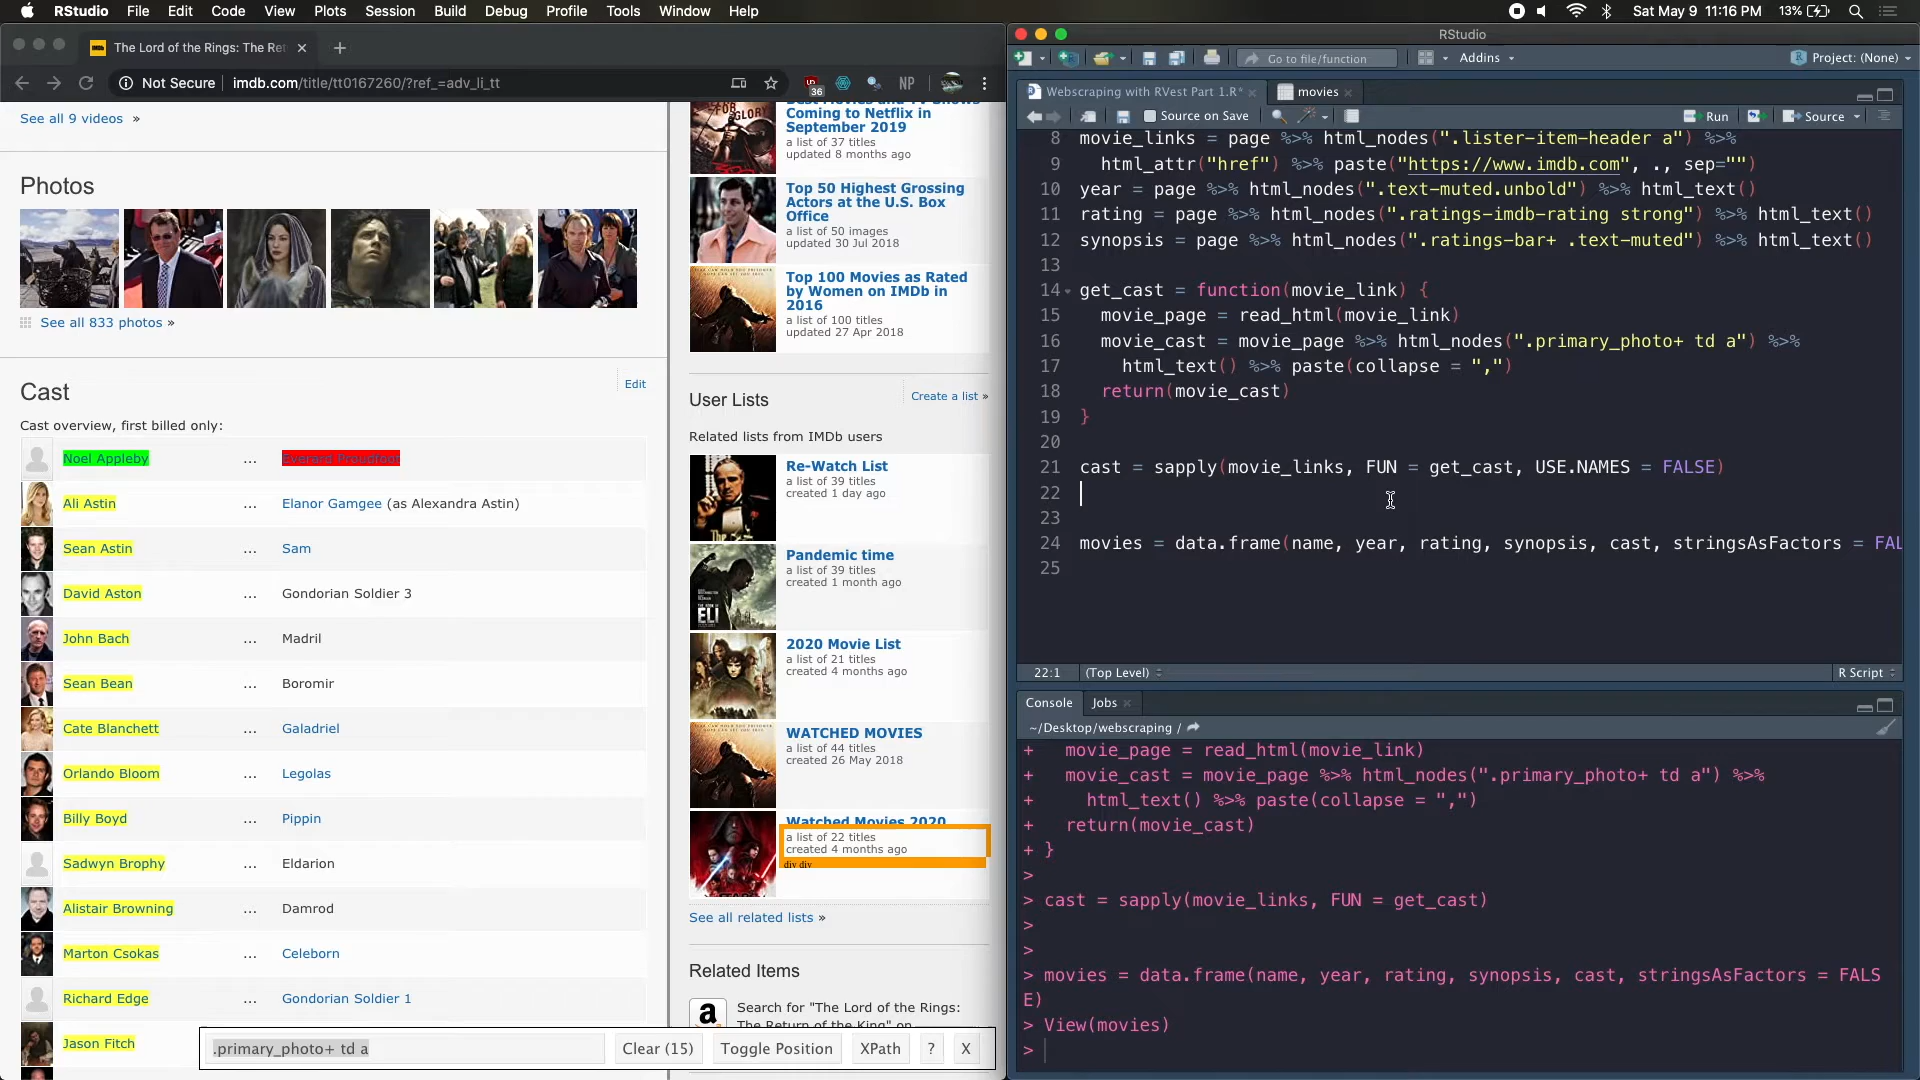 RStudio File Edit Code View Plots Session Build Debug Profile Tools Window Help
Sat May 9 11:16 PM 13%
The Lord of the Rings: The Ret
Not Secure imdb.com/title/tt0167260/?ref_=adv_li_tt
36
NP
See all 9 videos »
Photos
See all 833 photos »
Cast
Edit
Cast overview, first billed only:
Noel Appleby ... Everard Proudfoot
Ali Astin ... Elanor Gamgee (as Alexandra Astin)
Sean Astin ... Sam
David Aston ... Gondorian Soldier 3
John Bach ... Madril
Sean Bean ... Boromir
Cate Blanchett ... Galadriel
Orlando Bloom ... Legolas
Billy Boyd ... Pippin
Sadwyn Brophy ... Eldarion
Alistair Browning ... Damrod
Marton Csokas ... Celeborn
Richard Edge ... Gondorian Soldier 1
Jason Fitch
Best Movies and TV Shows
Coming to Netflix in
September 2019
a list of 37 titles
updated 8 months ago
Top 50 Highest Grossing
Actors at the U.S. Box
Office
a list of 50 images
updated 30 Jul 2018
Top 100 Movies as Rated
by Women on IMDb in
2016
a list of 100 titles
updated 27 Apr 2018
User Lists
Create a list »
Related lists from IMDb users
Re-Watch List
a list of 39 titles
created 1 day ago
Pandemic time
a list of 39 titles
created 1 month ago
2020 Movie List
a list of 21 titles
created 4 months ago
WATCHED MOVIES
a list of 44 titles
created 26 May 2018
Watched Movies 2020
a list of 22 titles
created 4 months ago
div div
See all related lists »
Related Items
Search for "The Lord of the Rings:
The Return of the King" on
.primary_photo+ td a Clear (15) Toggle Position XPath ? X
RStudio
Go to file/function Addins Project: (None)
Webscraping with RVest Part 1.R* movies
Source on Save Run Source
8 movie_links = page %>% html_nodes(".lister-item-header a") %>%
9 html_attr("href") %>% paste("https://www.imdb.com", ., sep="")
10 year = page %>% html_nodes(".text-muted.unbold") %>% html_text()
11 rating = page %>% html_nodes(".ratings-imdb-rating strong") %>% html_text()
12 synopsis = page %>% html_nodes(".ratings-bar+ .text-muted") %>% html_text()
13
14 get_cast = function(movie_link) {
15 movie_page = read_html(movie_link)
16 movie_cast = movie_page %>% html_nodes(".primary_photo+ td a") %>%
17 html_text() %>% paste(collapse = ",")
18 return(movie_cast)
19 }
20
21 cast = sapply(movie_links, FUN = get_cast, USE.NAMES = FALSE)
22
23
24 movies = data.frame(name, year, rating, synopsis, cast, stringsAsFactors = FAL
25
22:1 (Top Level) R Script
Console Jobs
~/Desktop/webscraping/
+ movie_page = read_html(movie_link)
+ movie_cast = movie_page %>% html_nodes(".primary_photo+ td a") %>%
+ html_text() %>% paste(collapse = ",")
+ return(movie_cast)
+ }
>
> cast = sapply(movie_links, FUN = get_cast)
>
>
> movies = data.frame(name, year, rating, synopsis, cast, stringsAsFactors = FALS
E)
> View(movies)
>